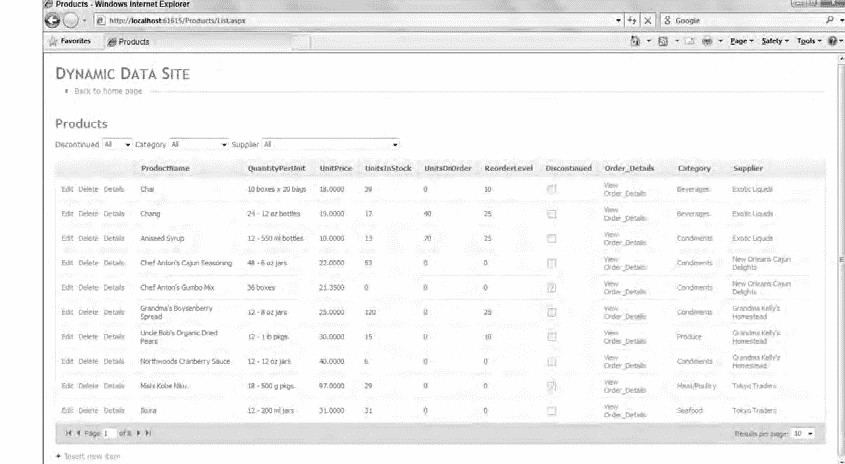 Products - Windows Internet Explorer
http://localhost:61615/Products/List.aspx
Google
Favorites Products Page Safety Tools
DYNAMIC DATA SITE
Back to home page
Products
Discontinued All Category All Supplier All
ProductName QuantityPerUnit UnitPrice UnitsInStock UnitsOnOrder ReorderLevel Discontinued Order_Details Category Supplier
Edit Delete Details Chai 10 boxes x 20 bags 18.0000 39 0 10 View Order_Details Beverages Exotic Liquids
Edit Delete Details Chang 24 - 12 oz bottles 19.0000 17 40 25 View Order_Details Beverages Exotic Liquids
Edit Delete Details Aniseed Syrup 12 - 550 ml bottles 10.0000 13 70 25 View Order_Details Condiments Exotic Liquids
Edit Delete Details Chef Anton's Cajun Seasoning 48 - 6 oz jars 22.0000 53 0 0 View Order_Details Condiments New Orleans Cajun Delights
Edit Delete Details Chef Anton's Gumbo Mix 36 boxes 21.3500 0 0 0 View Order_Details Condiments New Orleans Cajun Delights
Edit Delete Details Grandma's Boysenberry Spread 12 - 8 oz jars 25.0000 120 0 25 View Order_Details Condiments Grandma Kelly's Homestead
Edit Delete Details Uncle Bob's Organic Dried Pears 12 - 1 lb pkgs. 30.0000 15 0 10 View Order_Details Produce Grandma Kelly's Homestead
Edit Delete Details Northwoods Cranberry Sauce 12 - 12 oz jars 40.0000 6 0 0 View Order_Details Condiments Grandma Kelly's Homestead
Edit Delete Details Mishi Kobe Niku 18 - 500 g pkgs. 97.0000 29 0 0 View Order_Details Meat/Poultry Tokyo Traders
Edit Delete Details Ikura 12 - 200 ml jars 31.0000 31 0 0 View Order_Details Seafood Tokyo Traders
Page 1 of 8 Results per page: 10
Insert new item